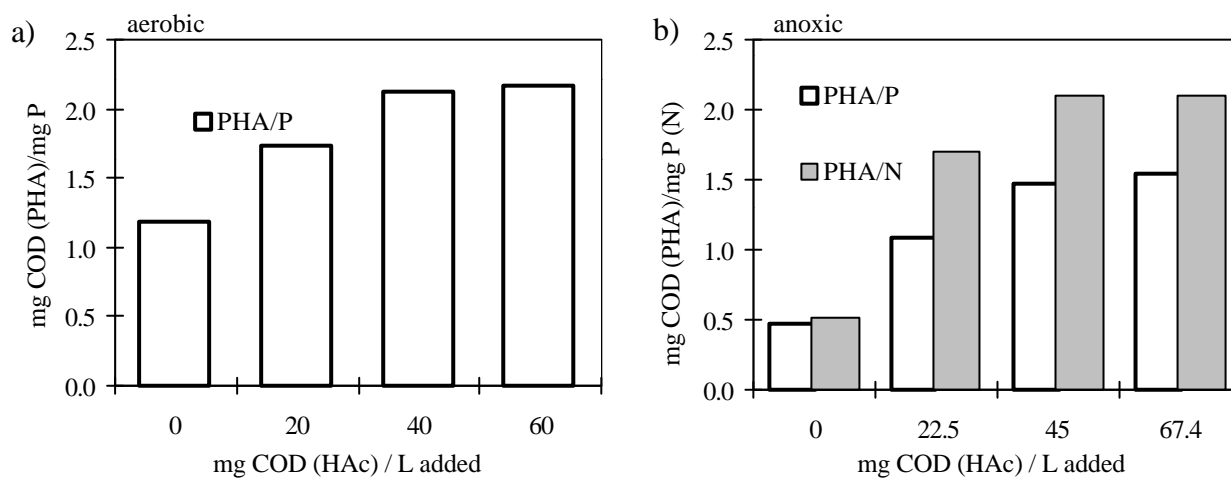 a)
aerobic
mg COD (PHA)/mg P
2.5
2.0
1.5
1.0
0.5
0.0
PHA/P
0 20 40 60
mg COD (HAc) / L added
b)
anoxic
mg COD (PHA)/mg P (N)
2.5
2.0
1.5
1.0
0.5
0.0
PHA/P
PHA/N
0 22.5 45 67.4
mg COD (HAc) / L added